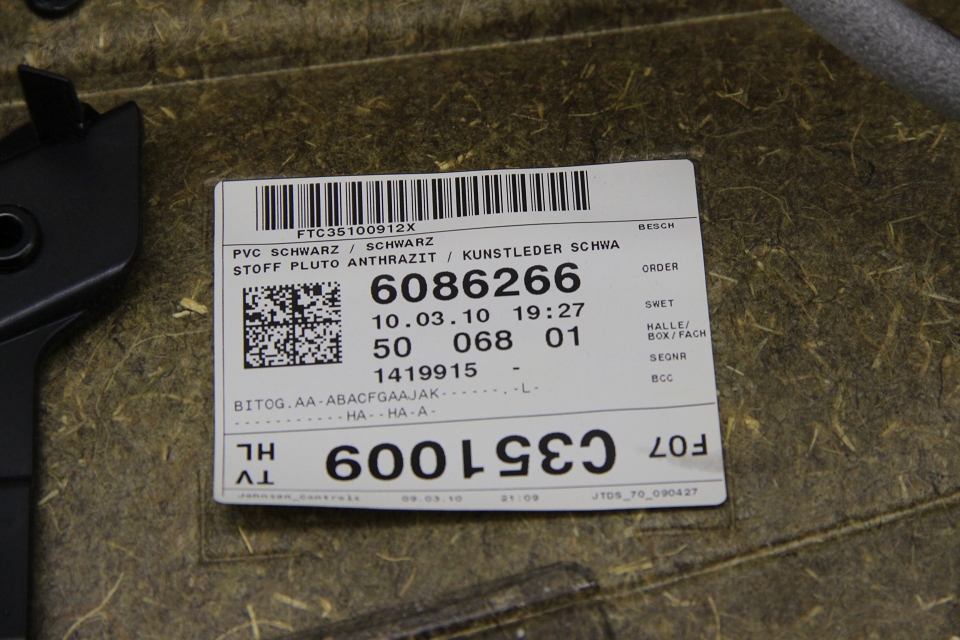 FTC35100912X
BESCH
PVC SCHWARZ / SCHWARZ
STOFF PLUTO ANTHRAZIT / KUNSTLEDER SCHWA
6086266 ORDER
10.03.10 19:27 SWET
50 068 01 HALLE/
BOX/FACH
1419915 - SEQNR
BCC
BITOG.AA-ABACFGAAJAK------.-L-
-----------HA--HA-A-
F07 C351009 TV
HL
Johnson_Controls 09.03.10 21:09 JTDS_70_090427